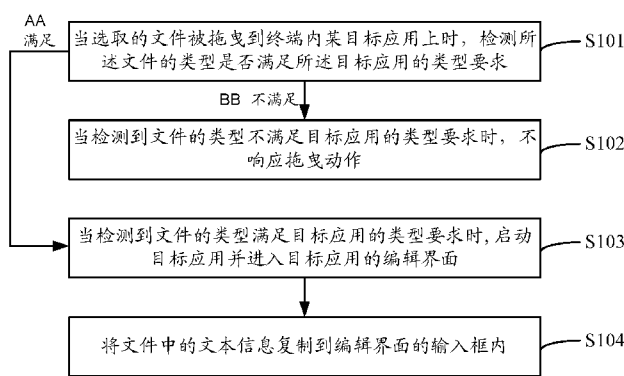 AA
满足
当选取的文件被拖曳到终端内某目标应用上时，检测所
述文件的类型是否满足所述目标应用的类型要求
S101
BB 不满足
当检测到文件的类型不满足目标应用的类型要求时，不
响应拖曳动作
S102
当检测到文件的类型满足目标应用的类型要求时,启动
目标应用并进入目标应用的编辑界面
S103
将文件中的文本信息复制到编辑界面的输入框内
S104